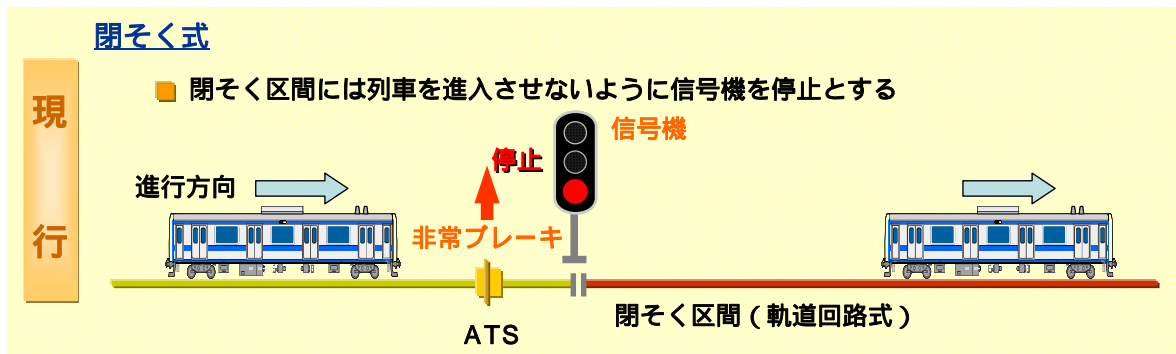 閉そく式
現行
閉そく区間には列車を進入させないように信号機を停止とする
信号機
停止
進行方向
非常ブレーキ
閉そく区間(軌道回路式)
ATS